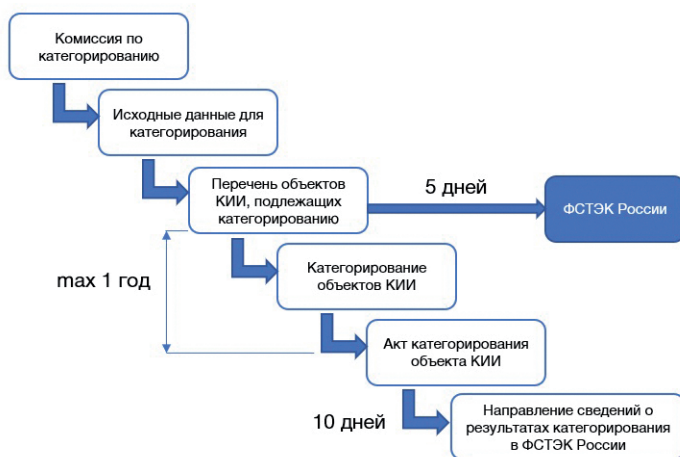 Комиссия по
категорированию
Исходные данные для
категорирования
Перечень объектов
КИИ, подлежащих
категорированию
5 дней
ФСТЭК России
max 1 год
Категорирование
объектов КИИ
Акт категорирования
объекта КИИ
10 дней
Направление сведений о
результатах категорирования
в ФСТЭК России